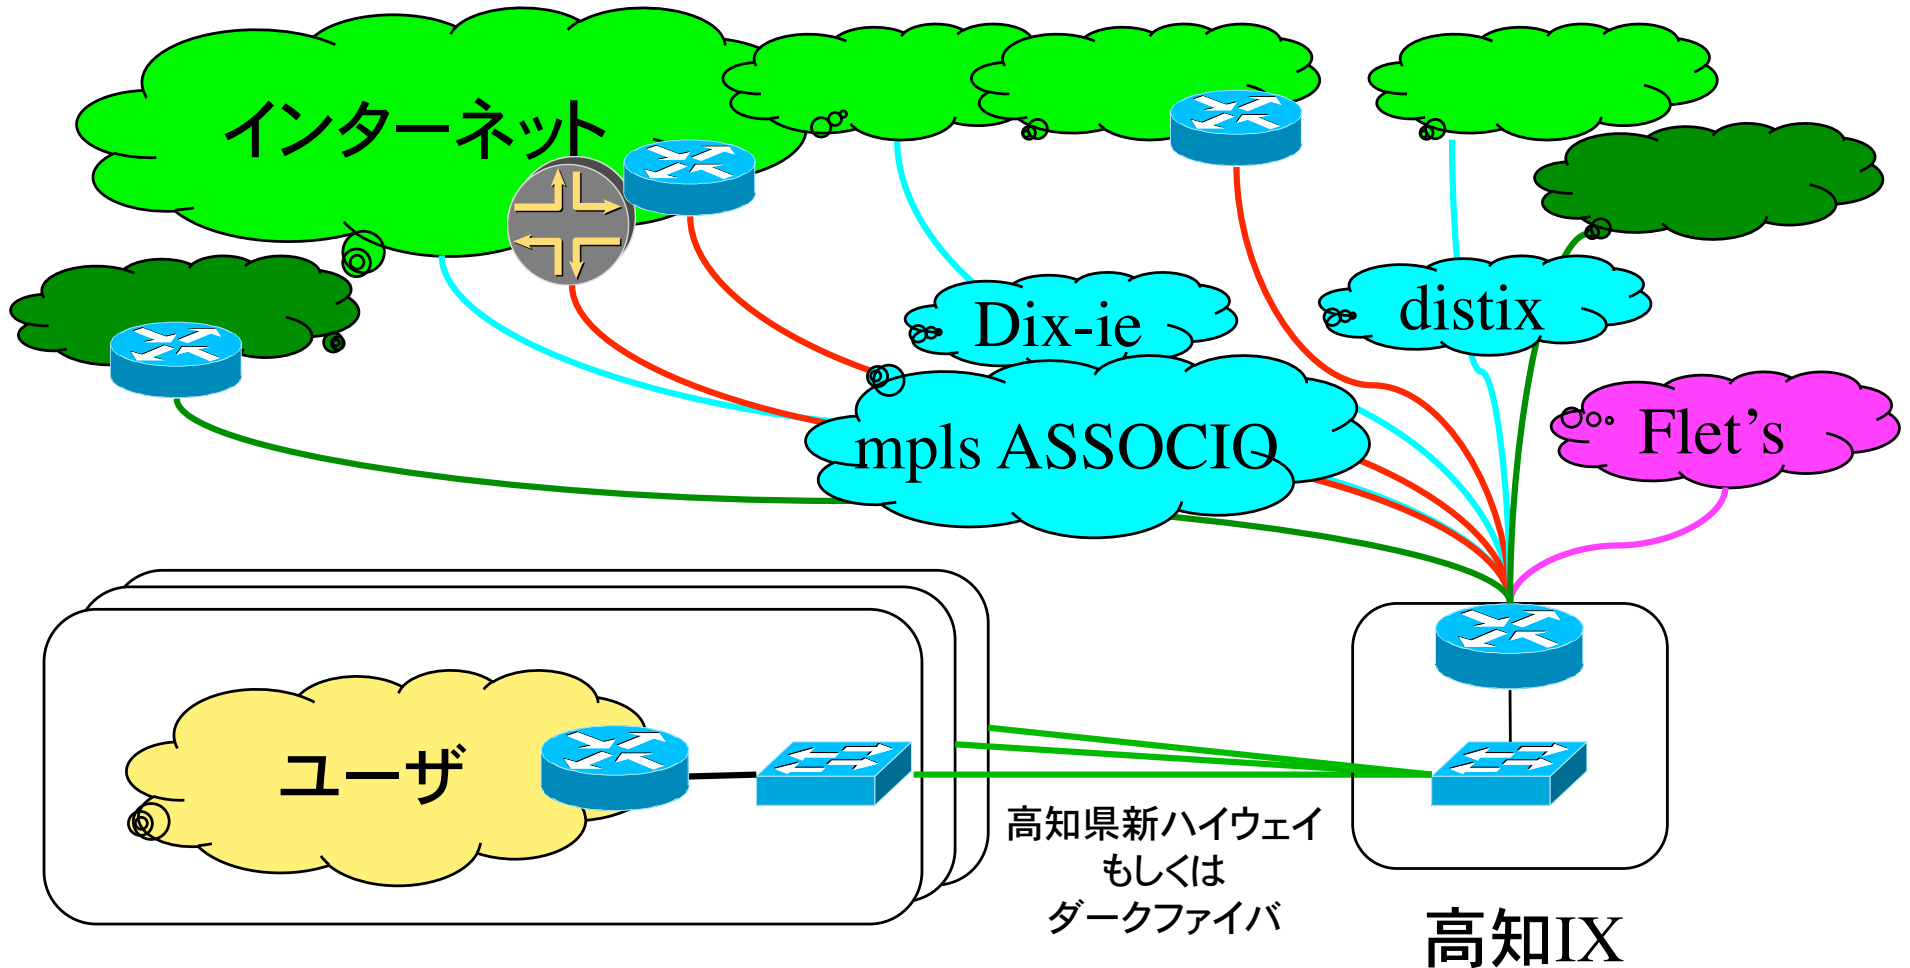 インターネット
Dix-ie
distix
mpls ASSOCIO
Flet's
ユーザ
高知県新ハイウェイ
もしくは
ダークファイバ
高知IX